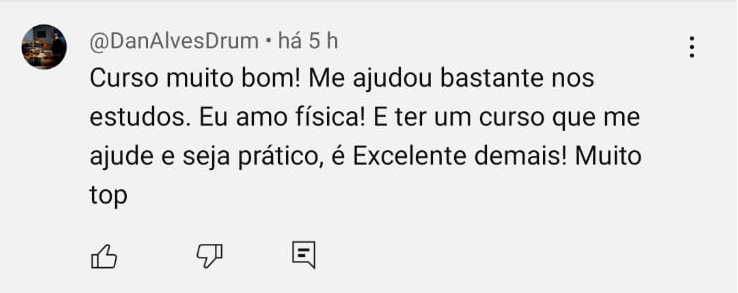 @DanAlvesDrum • há 5 h
Curso muito bom! Me ajudou bastante nos
estudos. Eu amo física! E ter um curso que me
ajude e seja prático, é Excelente demais! Muito
top